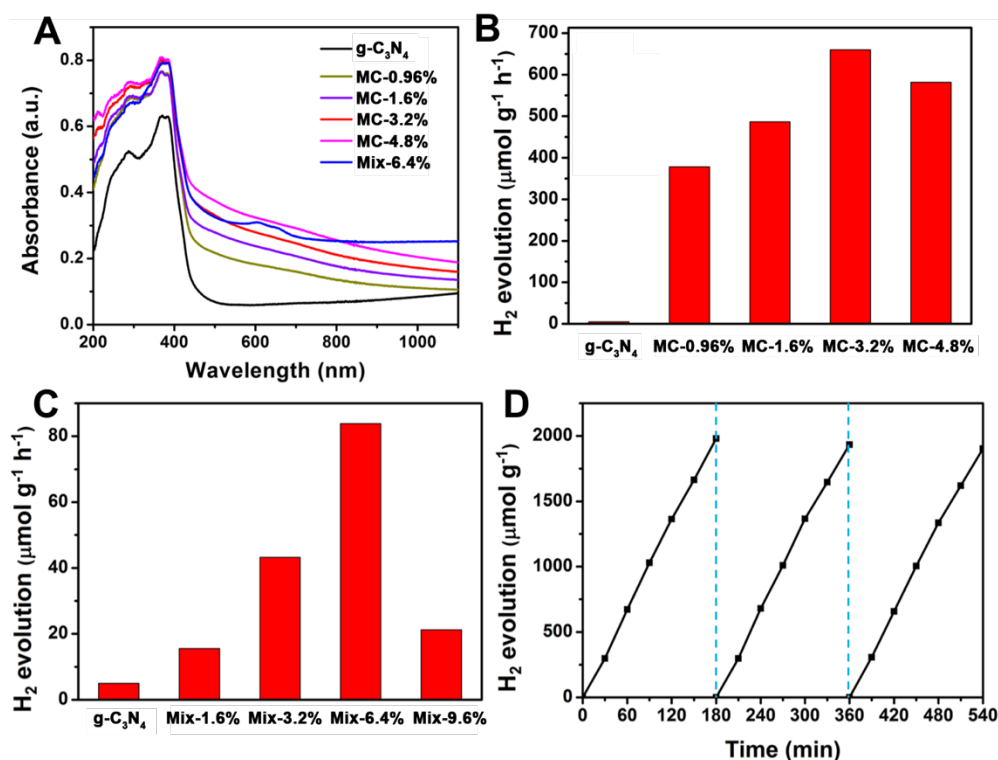 A
g-C₃N₄
MC-0.96%
MC-1.6%
MC-3.2%
MC-4.8%
Mix-6.4%
Absorbance (a.u.)
0.8
0.6
0.4
0.2
0.0
200 400 600 800 1000
Wavelength (nm)
B
H₂ evolution (μmol g⁻¹ h⁻¹)
700
600
500
400
300
200
100
0
g-C₃N₄ MC-0.96% MC-1.6% MC-3.2% MC-4.8%
C
H₂ evolution (μmol g⁻¹ h⁻¹)
80
60
40
20
0
g-C₃N₄ Mix-1.6% Mix-3.2% Mix-6.4% Mix-9.6%
D
H₂ evolution (μmol g⁻¹)
2000
1500
1000
500
0
0 60 120 180 240 300 360 420 480 540
Time (min)